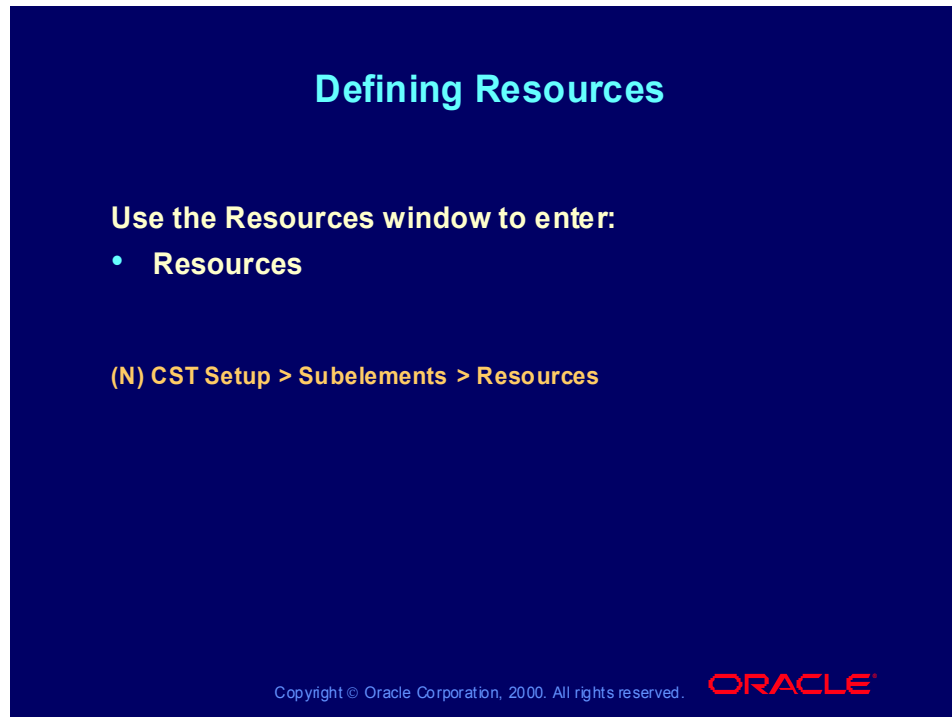 Defining Resources
Use the Resources window to enter:
• Resources
(N) CST Setup > Subelements > Resources
Copyright © Oracle Corporation, 2000. All rights reserved.
ORACLE®